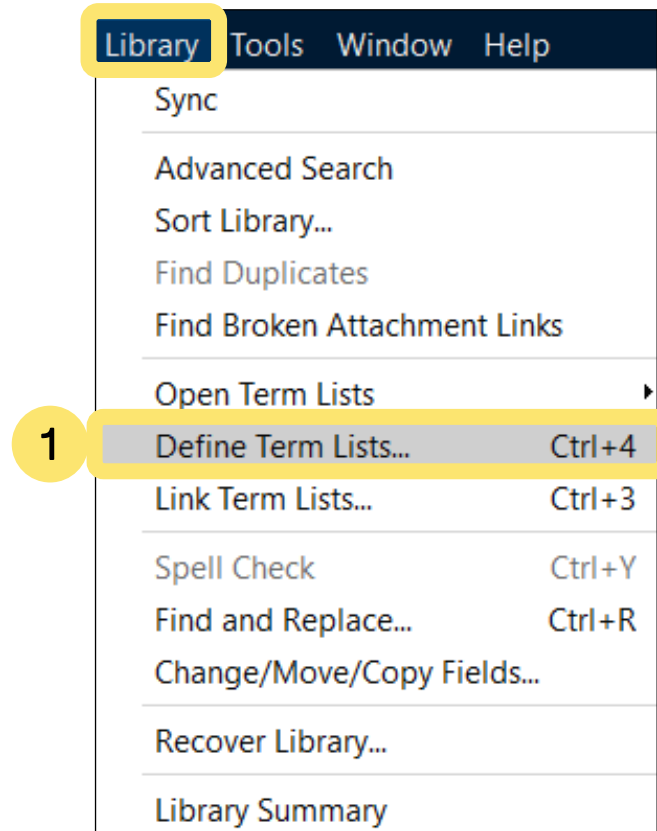 Library Tools Window Help
Sync
Advanced Search
Sort Library...
Find Duplicates
Find Broken Attachment Links
Open Term Lists
1 Define Term Lists... Ctrl+4
Link Term Lists... Ctrl+3
Spell Check Ctrl+Y
Find and Replace... Ctrl+R
Change/Move/Copy Fields...
Recover Library...
Library Summary